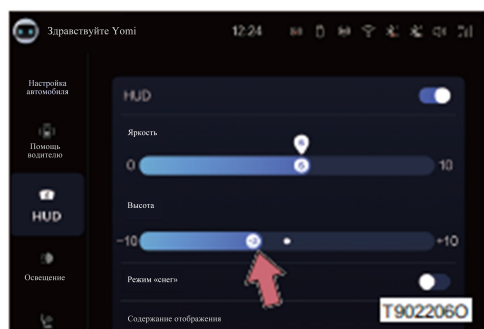 Здравствуйте Yomi
12:24
Настройка
автомобиля
HUD
Яркость
Помощь
водителю
0
10
HUD
Высота
-10
+10
Освещение
Режим «снег»
Содержание отображения
T902206O